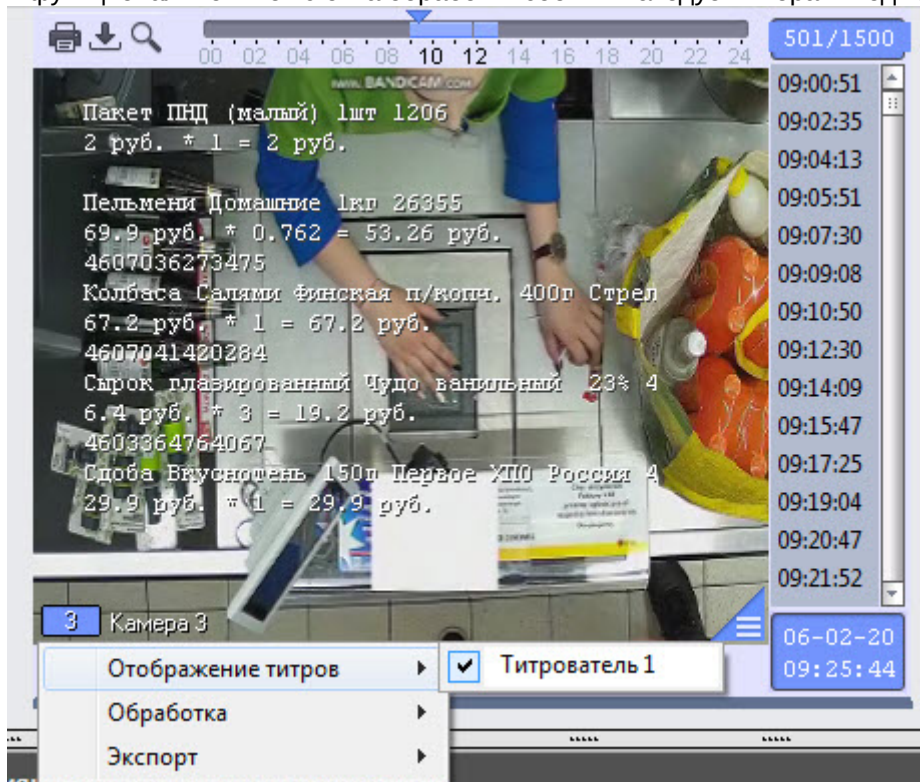 501/1500
00 02 04 06 08 10 12 14 16 18 20 22 24
www.BANDICAM.com
Пакет ПНД (малый) 1шт 1206
2 руб. * 1 = 2 руб.
Пельмени Домашние 1кг 26355
69.9 руб. * 0.762 = 53.26 руб.
4607036273475
Колбаса Салями Финская п/копч. 400г Стрел
67.2 руб. * 1 = 67.2 руб.
4607041420284
Сырок глазированный Чудо ванильный 23% 4
6.4 руб. * 3 = 19.2 руб.
4603364764067
Сдоба Вкуснотень 150г Первое ХПО Россия 4
29.9 руб. * 1 = 29.9 руб.
09:00:51
09:02:35
09:04:13
09:05:51
09:07:30
09:09:08
09:10:50
09:12:30
09:14:09
09:15:47
09:17:25
09:19:04
09:20:47
09:21:52
3 Камера 3
06-02-20
09:25:44
Отображение титров
Титрователь 1
Обработка
Экспорт